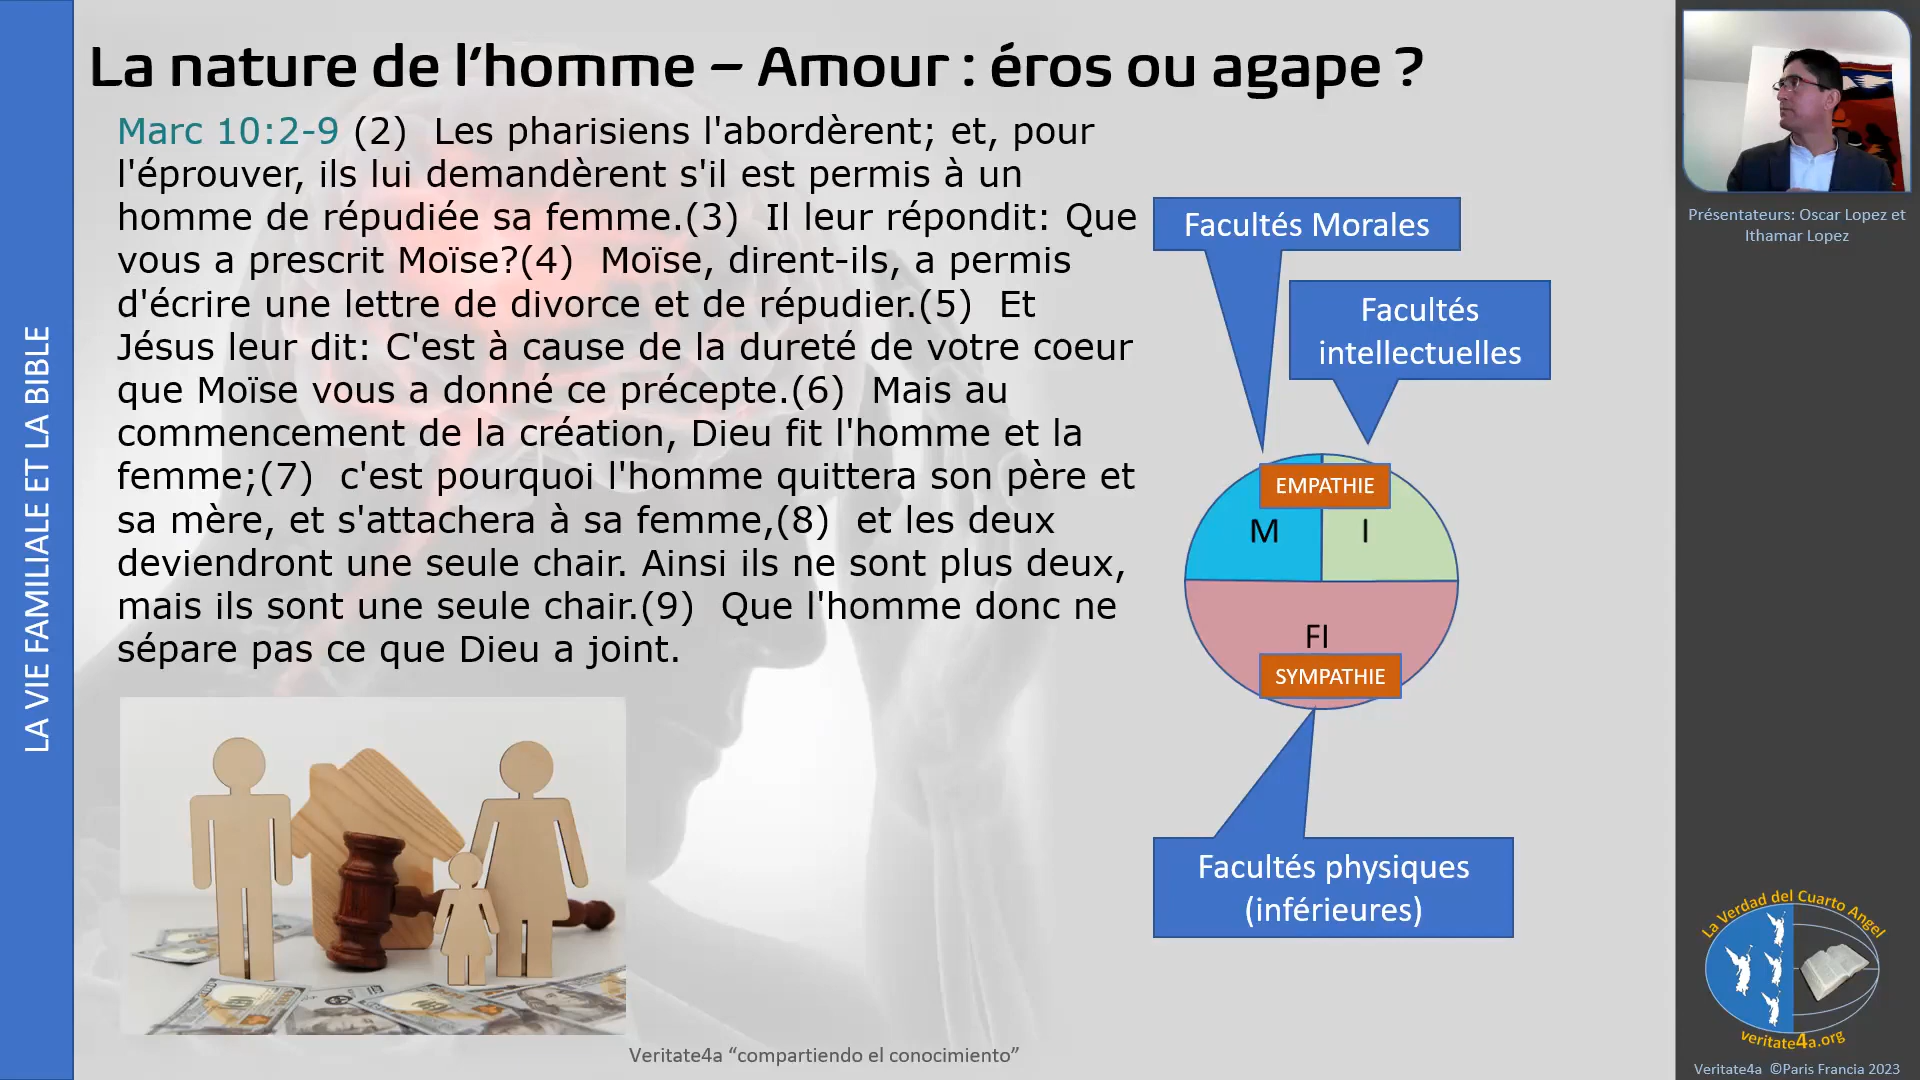 La nature de l’homme – Amour : éros ou agape ?
LA VIE FAMILIALE ET LA BIBLE
Marc 10:2-9 (2)  Les pharisiens l'abordèrent; et, pour
l'éprouver, ils lui demandèrent s'il est permis à un
homme de répudiée sa femme.(3)  Il leur répondit: Que
vous a prescrit Moïse?(4)  Moïse, dirent-ils, a permis
d'écrire une lettre de divorce et de répudier.(5)  Et
Jésus leur dit: C'est à cause de la dureté de votre coeur
que Moïse vous a donné ce précepte.(6)  Mais au
commencement de la création, Dieu fit l'homme et la
femme;(7)  c'est pourquoi l'homme quittera son père et
sa mère, et s'attachera à sa femme,(8)  et les deux
deviendront une seule chair. Ainsi ils ne sont plus deux,
mais ils sont une seule chair.(9)  Que l'homme donc ne
sépare pas ce que Dieu a joint.
Facultés Morales
Facultés
intellectuelles
EMPATHIE
M
I
FI
SYMPATHIE
Facultés physiques
(inférieures)
Veritate4a “compartiendo el conocimiento”
Présentateurs: Oscar Lopez et
Ithamar Lopez
La Verdad del Cuarto Angel
veritate4a.org
Veritate4a ©Paris Francia 2023